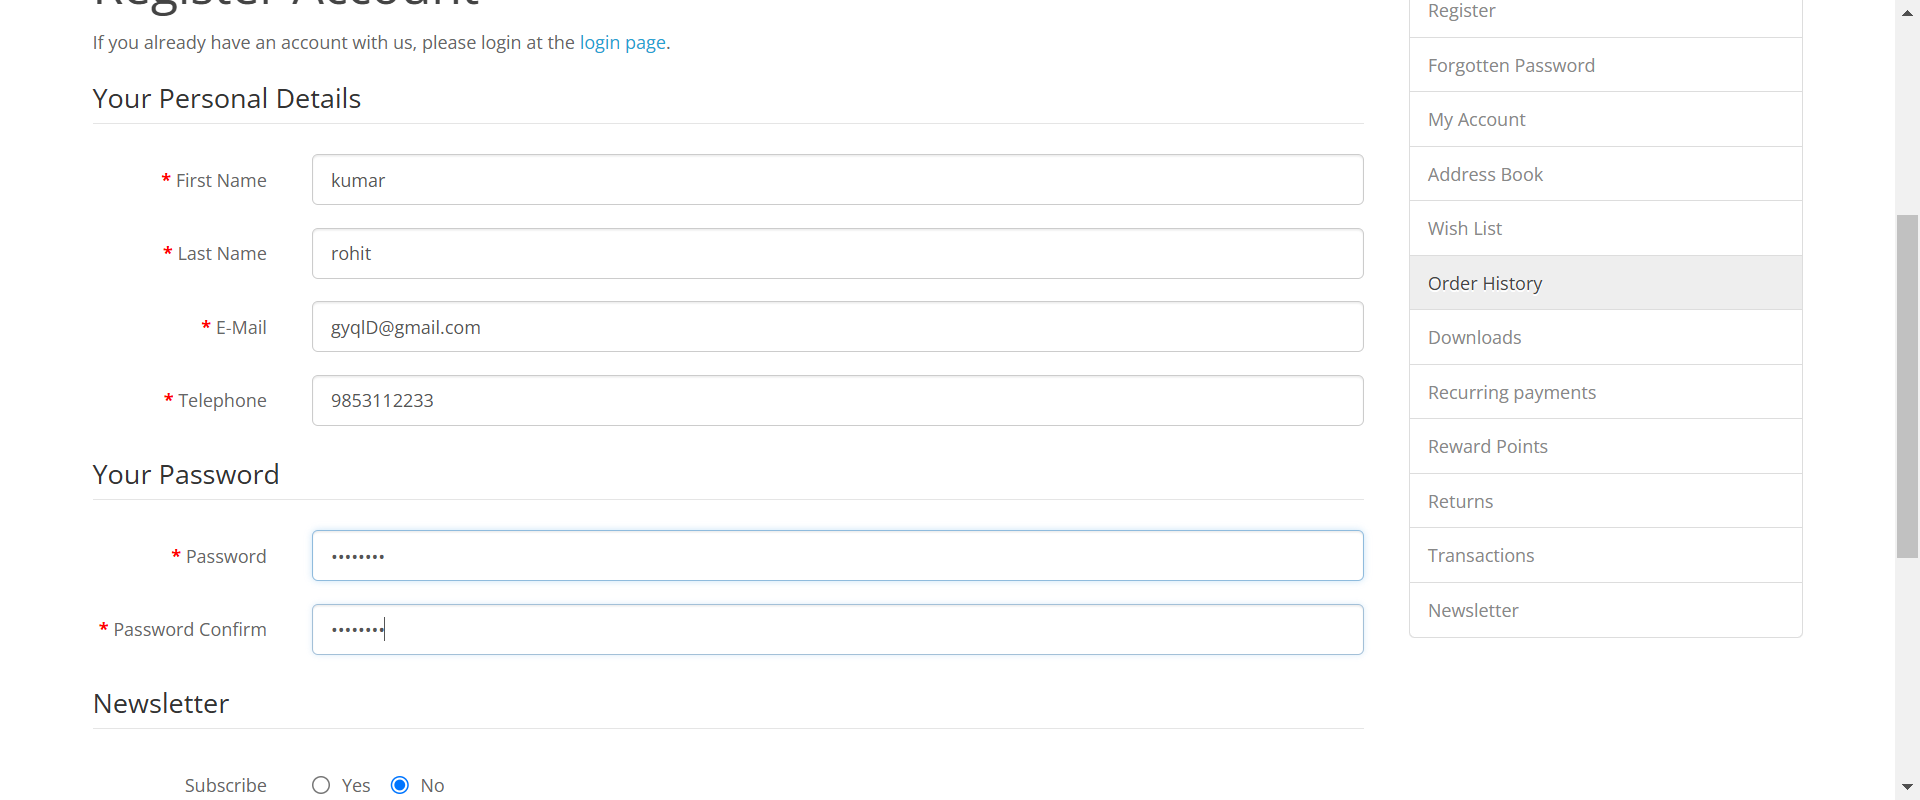 Register Account
If you already have an account with us, please login at the login page.
Your Personal Details
* First Name
kumar
* Last Name
rohit
* E-Mail
gyqlD@gmail.com
* Telephone
9853112233
Your Password
* Password
••••••••
* Password Confirm
••••••••
Newsletter
Subscribe Yes No
Register
Forgotten Password
My Account
Address Book
Wish List
Order History
Downloads
Recurring payments
Reward Points
Returns
Transactions
Newsletter